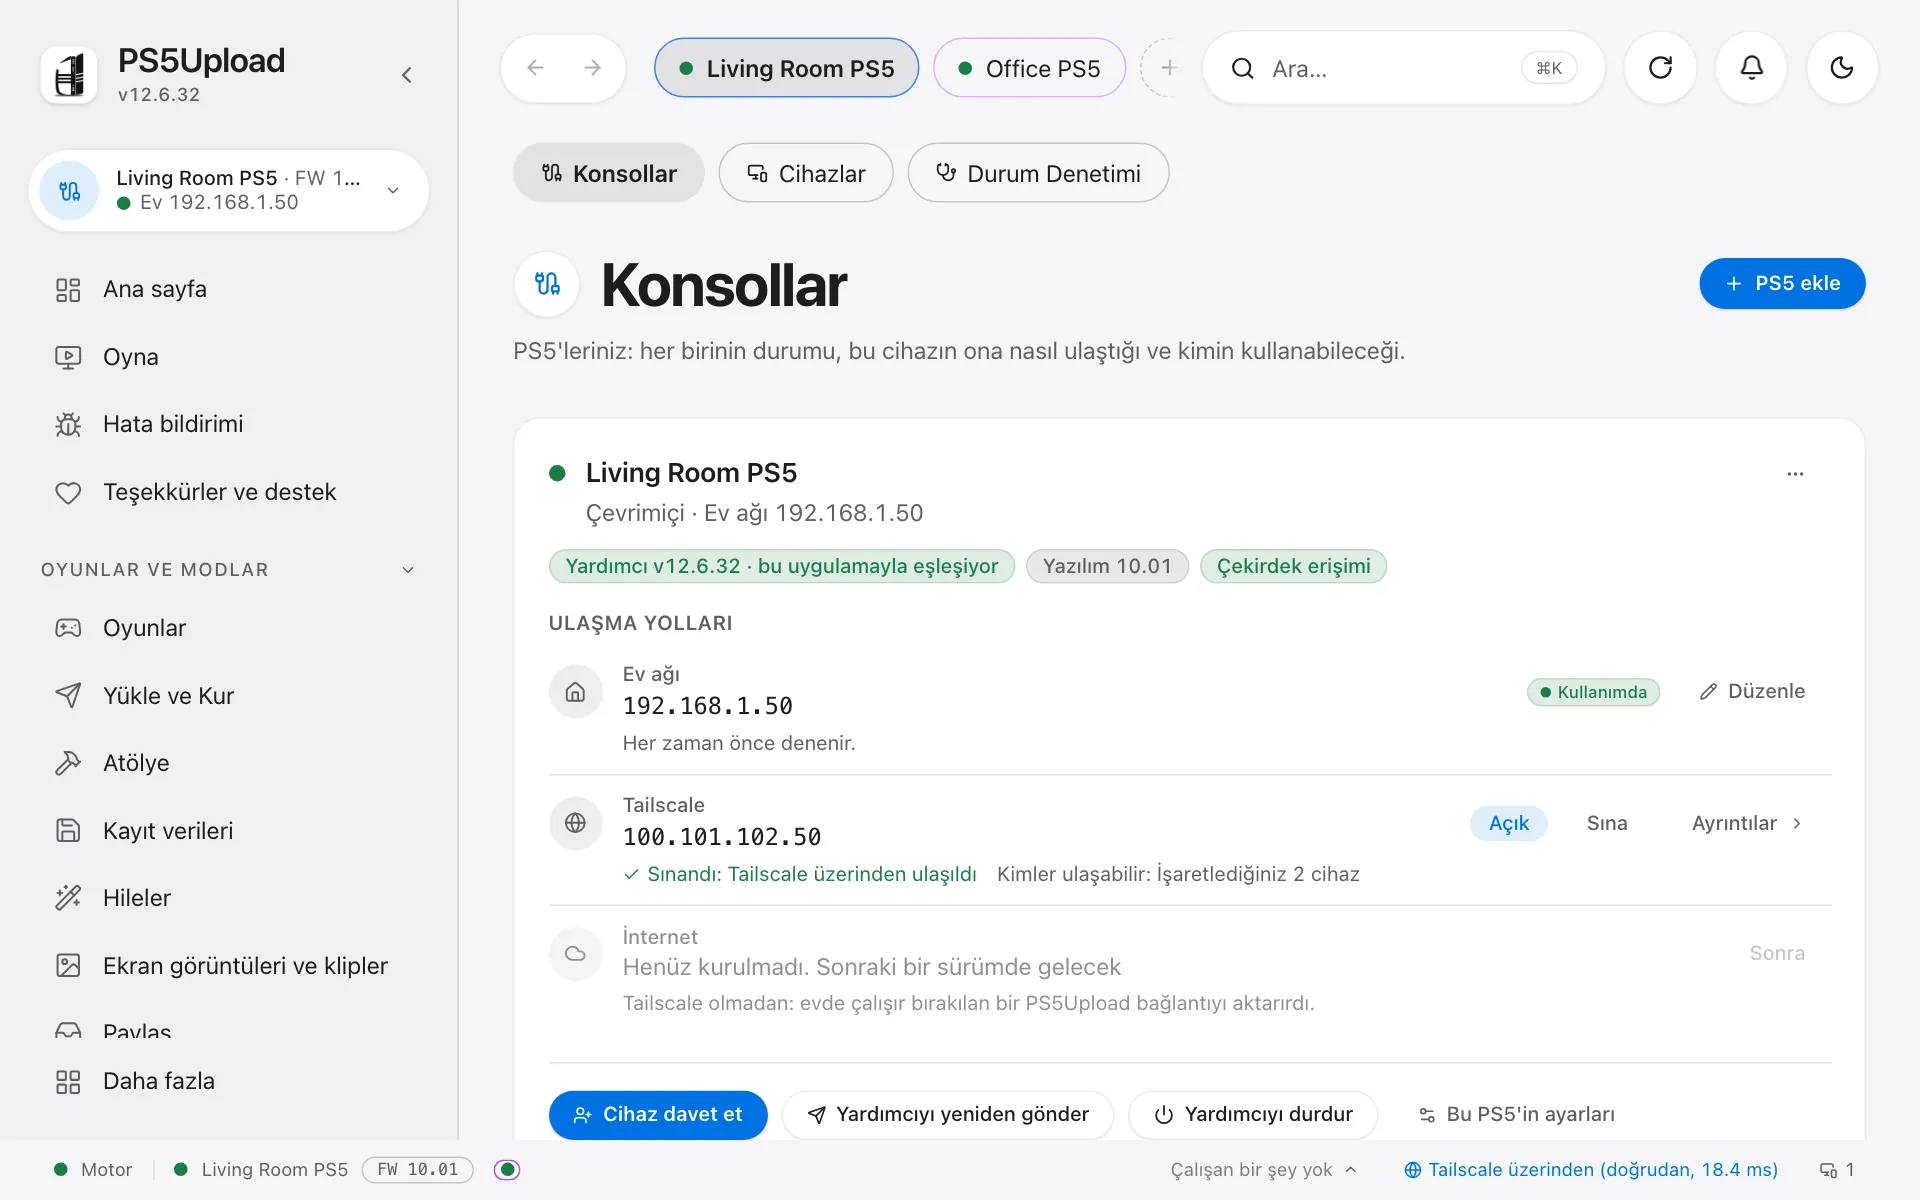 PS5Upload
v12.6.32
Living Room PS5 · FW 1...
Ev 192.168.1.50
Ana sayfa
Oyna
Hata bildirimi
Teşekkürler ve destek
OYUNLAR VE MODLAR
Oyunlar
Yükle ve Kur
Atölye
Kayıt verileri
Hileler
Ekran görüntüleri ve klipler
Paylaş
Daha fazla
Living Room PS5
Office PS5
Ara...
⌘K
Konsollar
Cihazlar
Durum Denetimi
Konsollar
PS5 ekle
PS5'leriniz: her birinin durumu, bu cihazın ona nasıl ulaştığı ve kimin kullanabileceği.
Living Room PS5
Çevrimiçi · Ev ağı 192.168.1.50
Yardımcı v12.6.32 · bu uygulamayla eşleşiyor
Yazılım 10.01
Çekirdek erişimi
ULAŞMA YOLLARI
Ev ağı
192.168.1.50
Her zaman önce denenir.
Kullanımda
Düzenle
Tailscale
100.101.102.50
Sınandı: Tailscale üzerinden ulaşıldı
Kimler ulaşabilir: İşaretlediğiniz 2 cihaz
Açık
Sına
Ayrıntılar
İnternet
Henüz kurulmadı. Sonraki bir sürümde gelecek
Tailscale olmadan: evde çalışır bırakılan bir PS5Upload bağlantıyı aktarırdı.
Sonra
Cihaz davet et
Yardımcıyı yeniden gönder
Yardımcıyı durdur
Bu PS5'in ayarları
Motor
Living Room PS5
FW 10.01
Çalışan bir şey yok
Tailscale üzerinden (doğrudan, 18.4 ms)
1